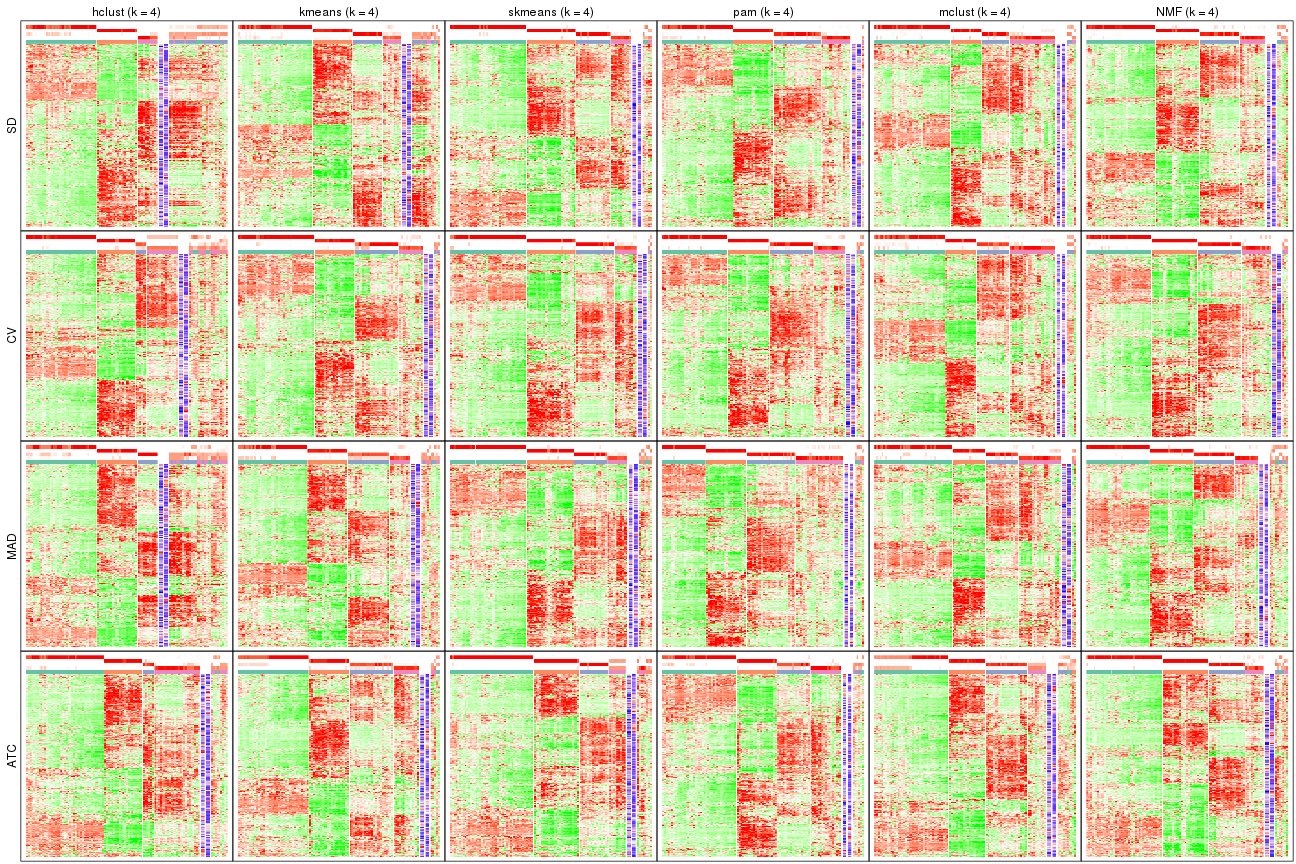 hclust (k = 4) kmeans (k = 4) skmeans (k = 4) pam (k = 4) mclust (k = 4) NMF (k = 4)
SD
CV
MAD
ATC